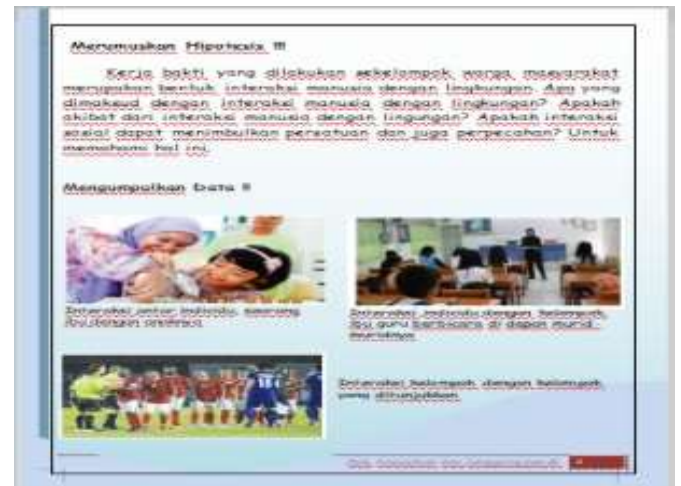 Merumuskan Hipotesis !!!
Kerja bakti yang dilakukan sekelompok warga masyarakat
merupakan bentuk interaksi manusia dengan lingkungan. Apa yang
dimaksud dengan interaksi manusia dengan lingkungan? Apakah
akibat dari interaksi manusia dengan lingungan? Apakah interaksi
sosial dapat menimbulkan persatuan dan juga perpecahan? Untuk
memahami hal ini,
Mengumpulkan Data !!
Interaksi antar individu, seorang
ibu dengan anaknya
Interaksi individu dengan kelompok,
ibu guru berbicara di depan murid-
muridnya
Interaksi kelompok dengan kelompok,
yang ditunjukkan